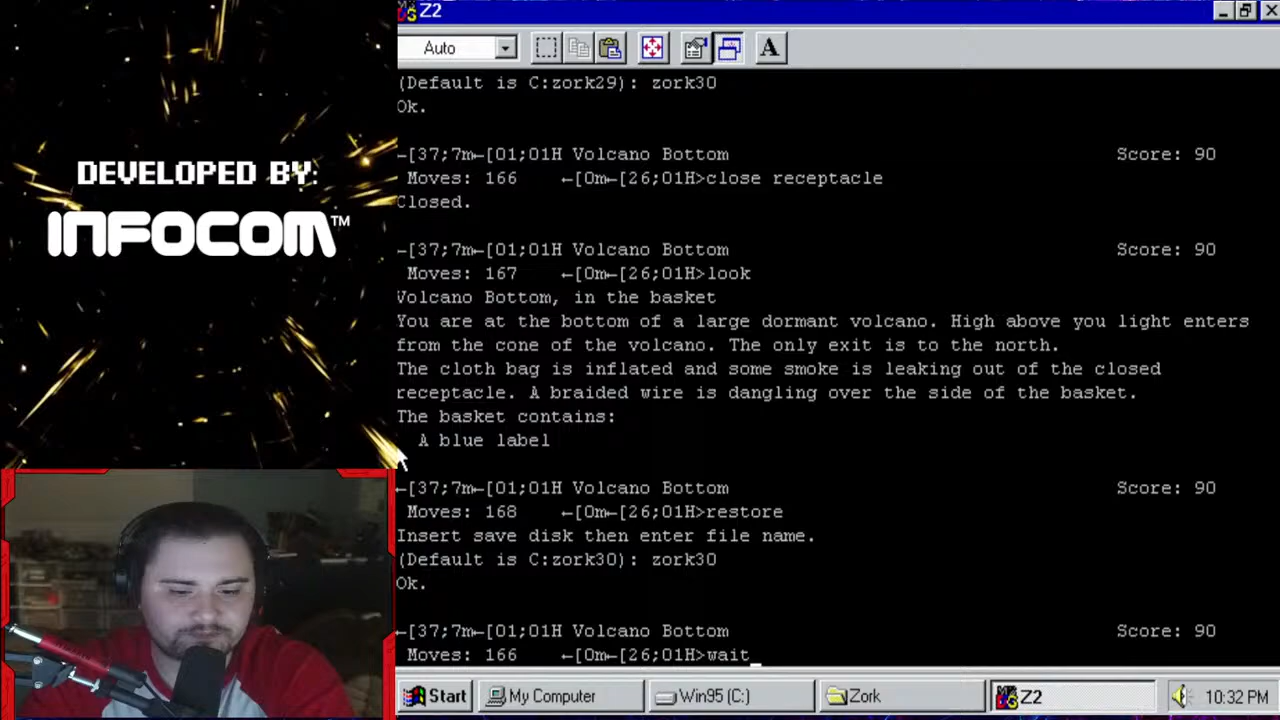 DEVELOPED BY:
INFOCOM™
Z2
Auto
A
(Default is C:zork29): zork30
Ok.
←[37;7m←[01;01H Volcano Bottom Score: 90
Moves: 166 ←[0m←[26;01H>close receptacle
Closed.
←[37;7m←[01;01H Volcano Bottom Score: 90
Moves: 167 ←[0m←[26;01H>look
Volcano Bottom, in the basket
You are at the bottom of a large dormant volcano. High above you light enters
from the cone of the volcano. The only exit is to the north.
The cloth bag is inflated and some smoke is leaking out of the closed
receptacle. A braided wire is dangling over the side of the basket.
The basket contains:
A blue label
←[37;7m←[01;01H Volcano Bottom Score: 90
Moves: 168 ←[0m←[26;01H>restore
Insert save disk then enter file name.
(Default is C:zork30): zork30
Ok.
←[37;7m←[01;01H Volcano Bottom Score: 90
Moves: 166 ←[0m←[26;01H>wait_
Start My Computer Win95 (C:) Zork Z2 10:32 PM